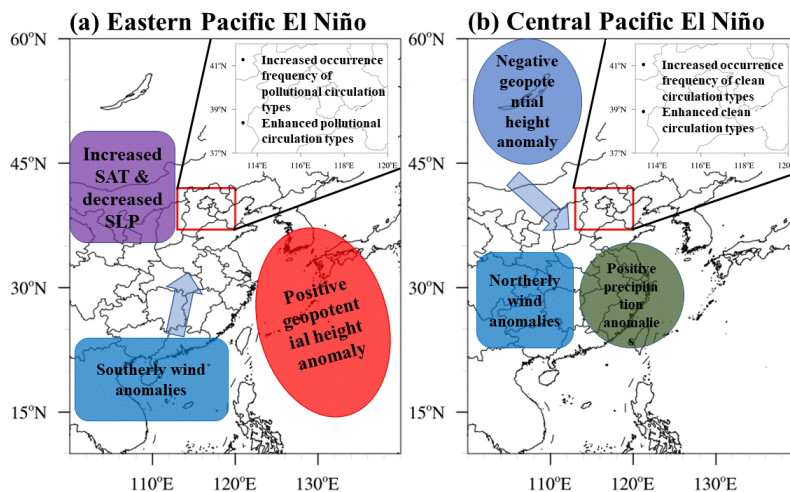 (a) Eastern Pacific El Niño
60°N
45°N
30°N
15°N
110°E
120°E
130°E
41°N
39°N
37°N
114°E
116°E
118°E
120°E
• Increased occurrence
frequency of
pollutional circulation
types
• Enhanced pollutional
circulation types
Increased
SAT &
decreased
SLP
Positive
geopotent
ial height
anomaly
Southerly wind
anomalies
(b) Central Pacific El Niño
60°N
45°N
30°N
15°N
110°E
120°E
130°E
41°N
39°N
37°N
114°E
116°E
118°E
120°
• Increased occurrence
frequency of clean
circulation types
• Enhanced clean
circulation types
Negative
geopote
ntial
height
anomaly
Northerly
wind
anomalies
Positive
precipita
tion
anomalie
s